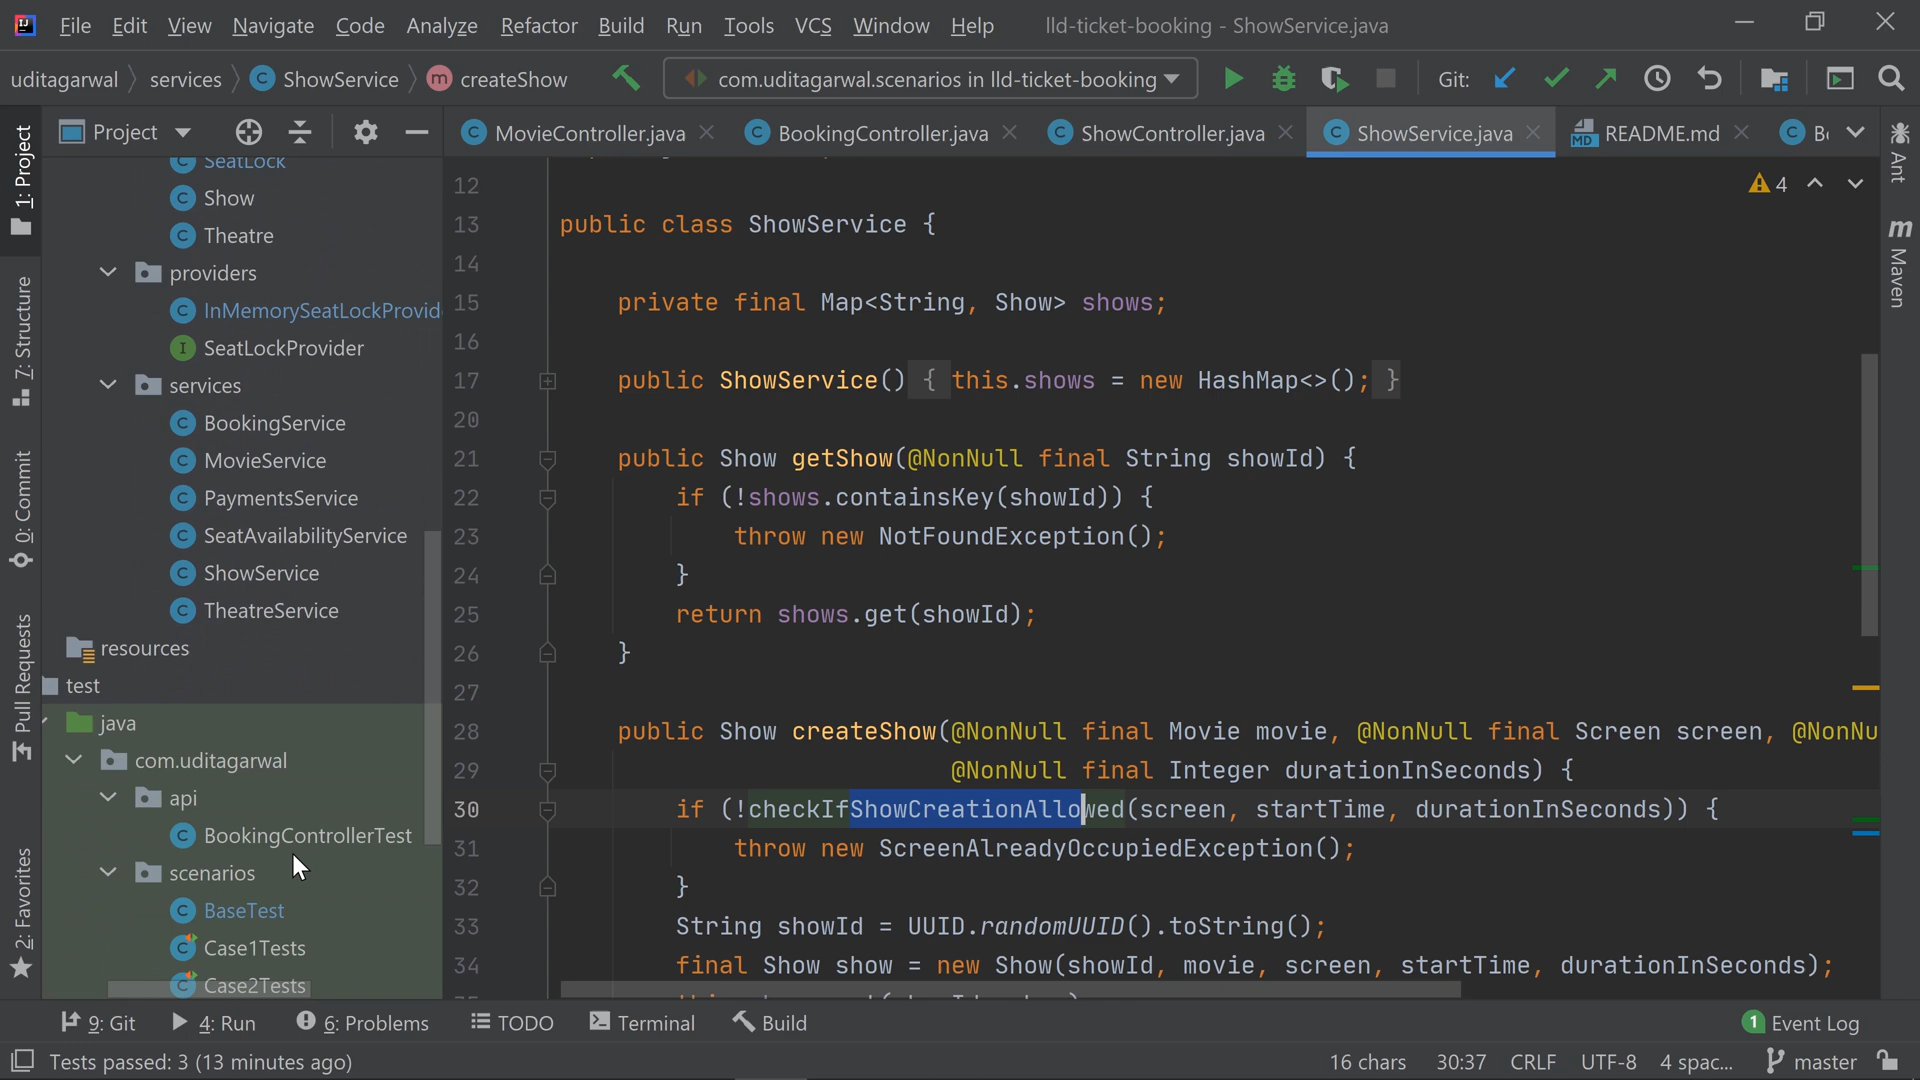 File Edit View Navigate Code Analyze Refactor Build Run Tools VCS Window Help lld-ticket-booking - ShowService.java
uditagarwal services ShowService createShow com.uditagarwal.scenarios in lld-ticket-booking Git:
Project MovieController.java BookingController.java ShowController.java ShowService.java README.md
1: Project
7: Structure
0: Commit
Pull Requests
2: Favorites
SeatLock
Show
Theatre
providers
InMemorySeatLockProvid
SeatLockProvider
services
BookingService
MovieService
PaymentsService
SeatAvailabilityService
ShowService
TheatreService
resources
test
java
com.uditagarwal
api
BookingControllerTest
scenarios
BaseTest
Case1Tests
Case2Tests
4
12
13 public class ShowService {
14
15 private final Map<String, Show> shows;
16
17 public ShowService() { this.shows = new HashMap<>(); }
20
21 public Show getShow(@NonNull final String showId) {
22 if (!shows.containsKey(showId)) {
23 throw new NotFoundException();
24 }
25 return shows.get(showId);
26 }
27
28 public Show createShow(@NonNull final Movie movie, @NonNull final Screen screen, @NonNu
29 @NonNull final Integer durationInSeconds) {
30 if (!checkIfShowCreationAllowed(screen, startTime, durationInSeconds)) {
31 throw new ScreenAlreadyOccupiedException();
32 }
33 String showId = UUID.randomUUID().toString();
34 final Show show = new Show(showId, movie, screen, startTime, durationInSeconds);
Ant
Maven
9: Git 4: Run 6: Problems TODO Terminal Build 1 Event Log
Tests passed: 3 (13 minutes ago) 16 chars 30:37 CRLF UTF-8 4 spac... master